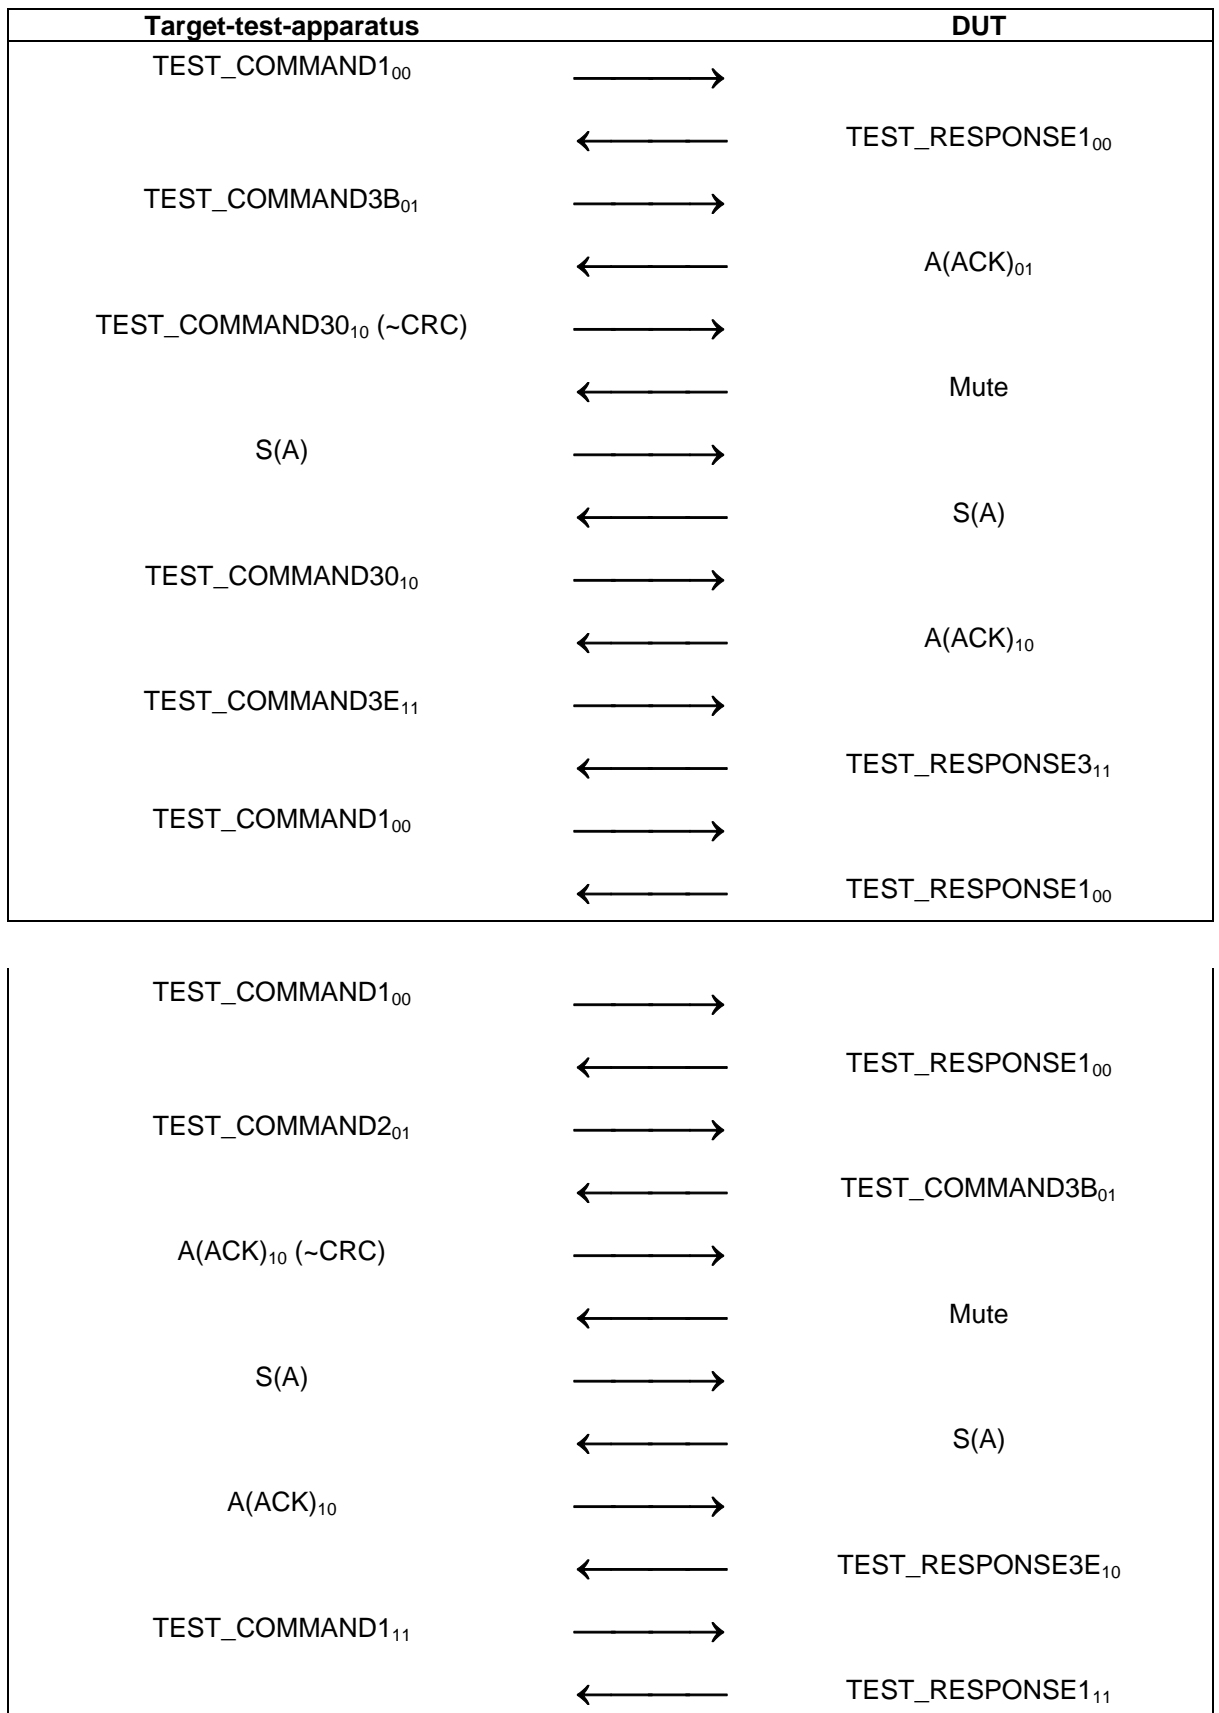 Target-test-apparatus DUT
TEST_COMMAND1₀₀
TEST_RESPONSE1₀₀
TEST_COMMAND3B₀₁
A(ACK)₀₁
TEST_COMMAND30₁₀ (~CRC)
Mute
S(A)
S(A)
TEST_COMMAND30₁₀
A(ACK)₁₀
TEST_COMMAND3E₁₁
TEST_RESPONSE3₁₁
TEST_COMMAND1₀₀
TEST_RESPONSE1₀₀
TEST_COMMAND1₀₀
TEST_RESPONSE1₀₀
TEST_COMMAND2₀₁
TEST_COMMAND3B₀₁
A(ACK)₁₀ (~CRC)
Mute
S(A)
S(A)
A(ACK)₁₀
TEST_RESPONSE3E₁₀
TEST_COMMAND1₁₁
TEST_RESPONSE1₁₁